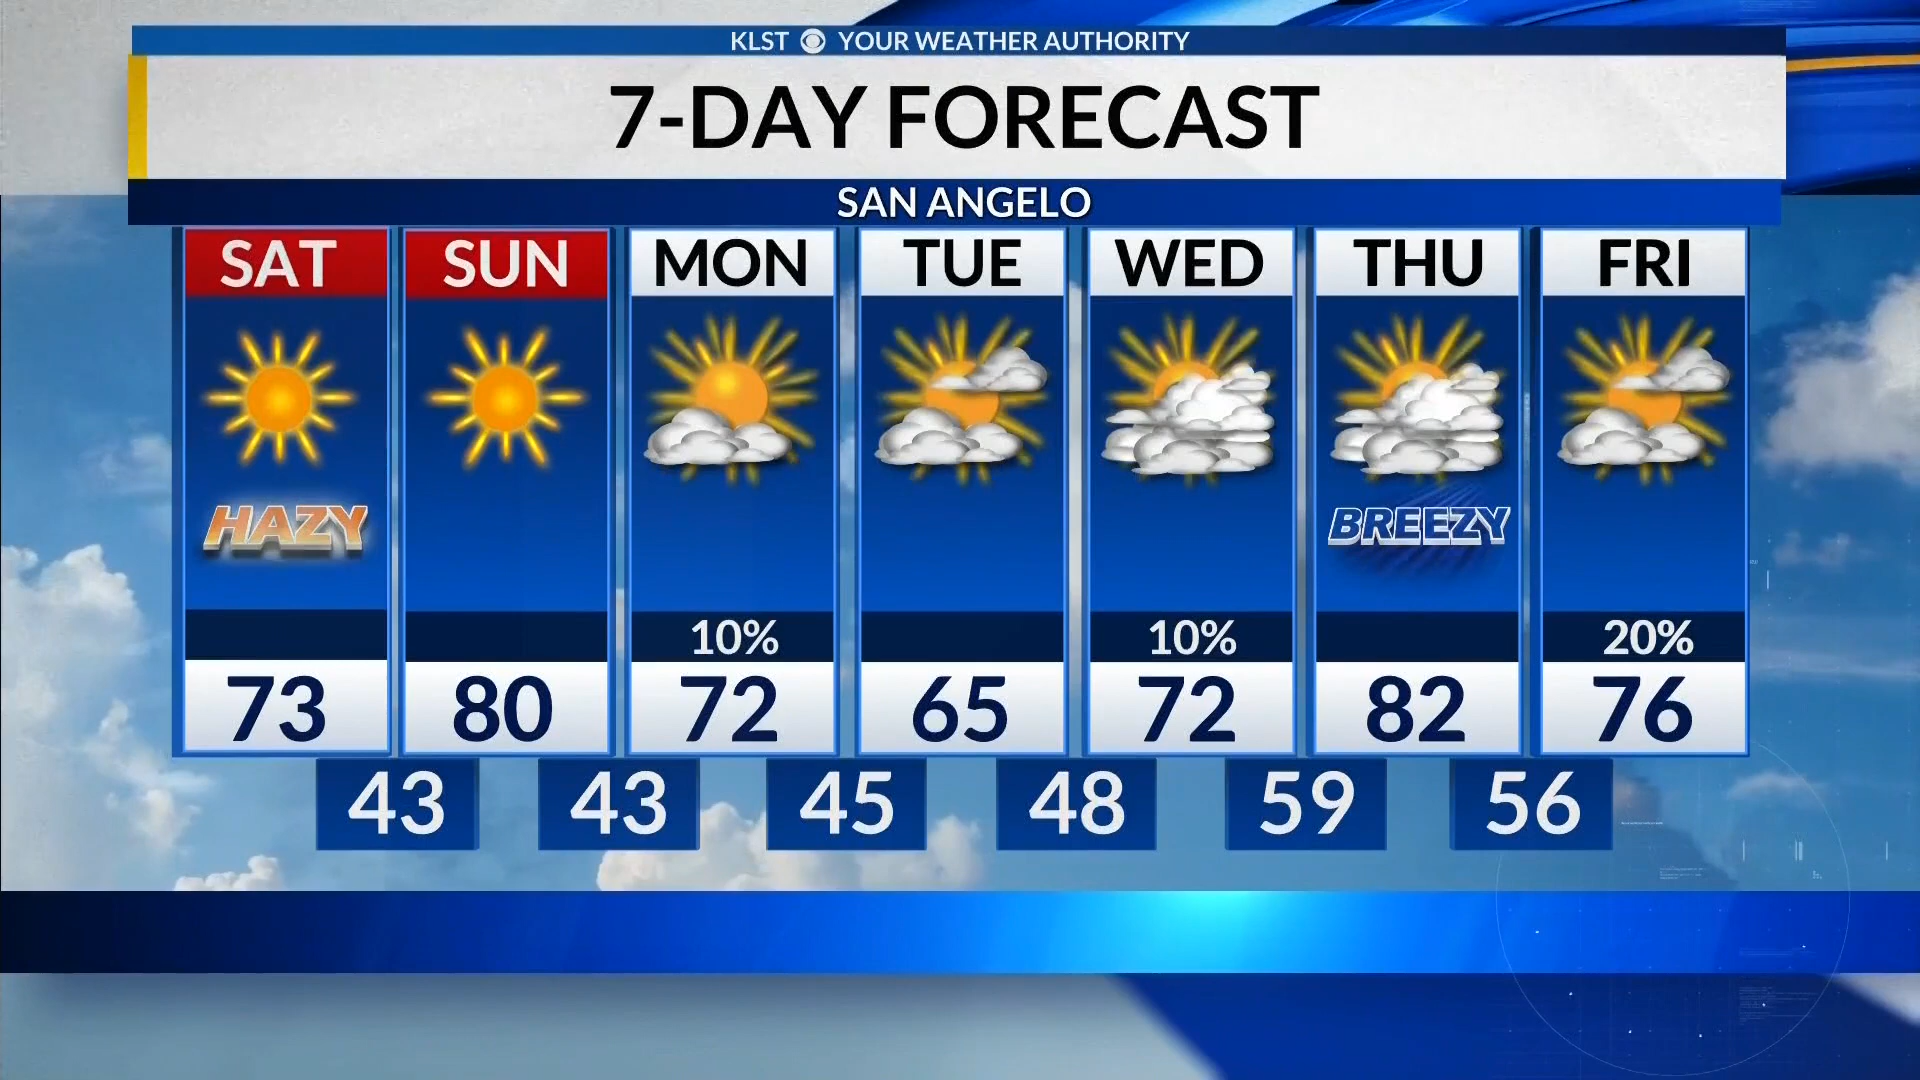 KLST YOUR WEATHER AUTHORITY
7-DAY FORECAST
SAN ANGELO
SAT SUN MON TUE WED THU FRI
HAZY BREEZY
10% 10% 20%
73 80 72 65 72 82 76
43 43 45 48 59 56